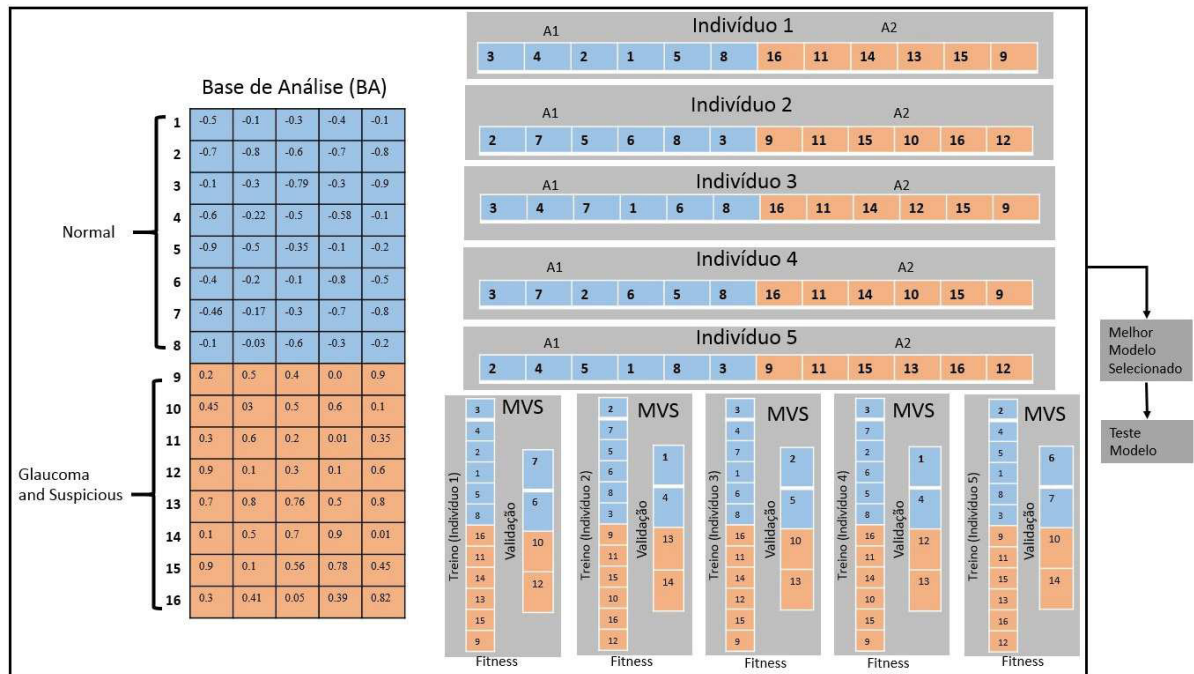 Base de Análise (BA)
Normal
Glaucoma
and Suspicious
1 -0.5 -0.1 -0.3 -0.4 -0.1
2 -0.7 -0.8 -0.6 -0.7 -0.8
3 -0.1 -0.3 -0.79 -0.3 -0.9
4 -0.6 -0.22 -0.5 -0.58 -0.1
5 -0.9 -0.5 -0.35 -0.1 -0.2
6 -0.4 -0.2 -0.1 -0.8 -0.5
7 -0.46 -0.17 -0.3 -0.7 -0.8
8 -0.1 -0.03 -0.6 -0.3 -0.2
9 0.2 0.5 0.4 0.0 0.9
10 0.45 03 0.5 0.6 0.1
11 0.3 0.6 0.2 0.01 0.35
12 0.9 0.1 0.3 0.1 0.6
13 0.7 0.8 0.76 0.5 0.8
14 0.1 0.5 0.7 0.9 0.01
15 0.9 0.1 0.56 0.78 0.45
16 0.3 0.41 0.05 0.39 0.82
A1 Indivíduo 1 A2
3 4 2 1 5 8 16 11 14 13 15 9
Indivíduo 2
A1 A2
2 7 5 6 8 3 9 11 15 10 16 12
A1 Indivíduo 3 A2
3 4 7 1 6 8 16 11 14 12 15 9
A1 Indivíduo 4 A2
3 7 2 6 5 8 16 11 14 10 15 9
A1 Indivíduo 5 A2
2 4 5 1 8 3 9 11 15 13 16 12
MVS
Treino (Indivíduo 1)
3
4
2
1
5
8
16
11
14
13
15
9
Validação
7
6
10
12
Fitness
MVS
Treino (Indivíduo 2)
2
7
5
6
8
3
9
11
15
10
16
12
Validação
1
4
13
14
Fitness
MVS
Treino (Indivíduo 3)
3
4
7
1
6
8
16
11
14
12
15
9
Validação
2
5
10
13
Fitness
MVS
Treino (Indivíduo 4)
3
7
2
6
5
8
16
11
14
10
15
9
Validação
1
4
12
13
Fitness
MVS
Treino (Indivíduo 5)
2
4
5
1
8
3
9
11
15
13
16
12
Validação
6
7
10
14
Fitness
Melhor
Modelo
Selecionado
Teste
Modelo